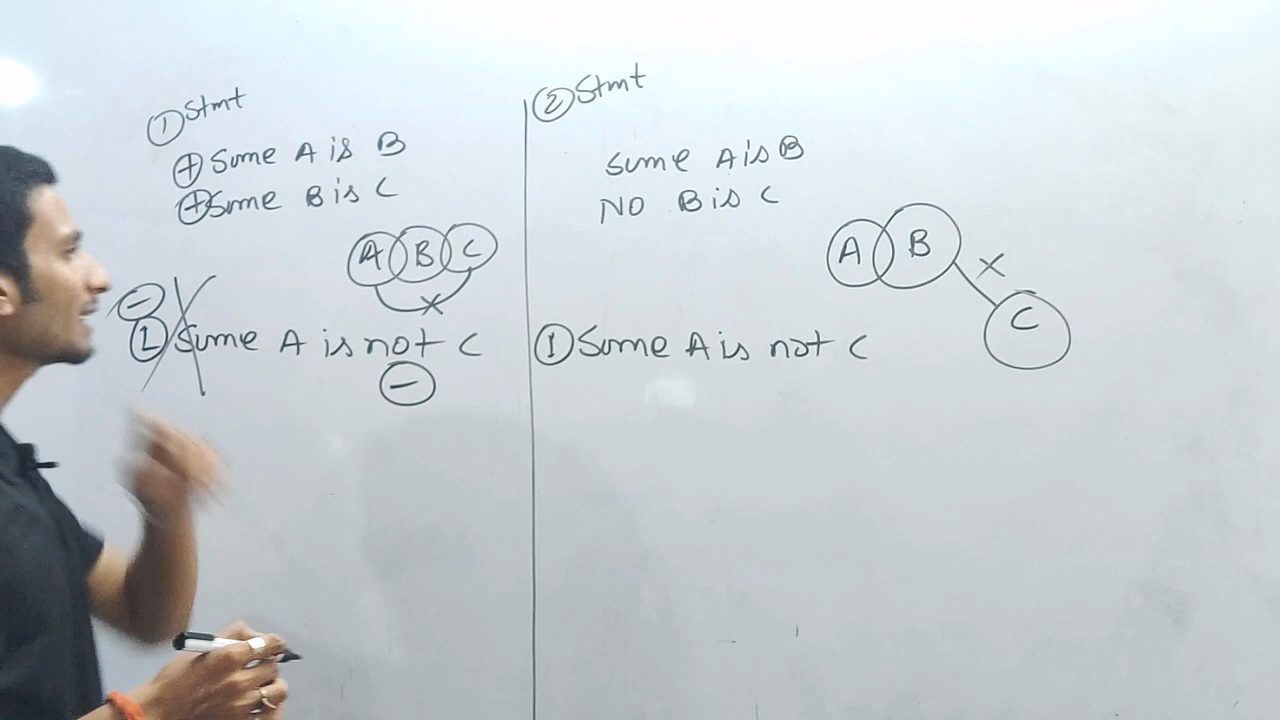 ① Stmt
⊕ Some A is B
⊕ Some B is C
A B C
×
⊖
① Some A is not C
⊖
② Stmt
Some A is B
NO B is C
A B
×
C
① Some A is not C